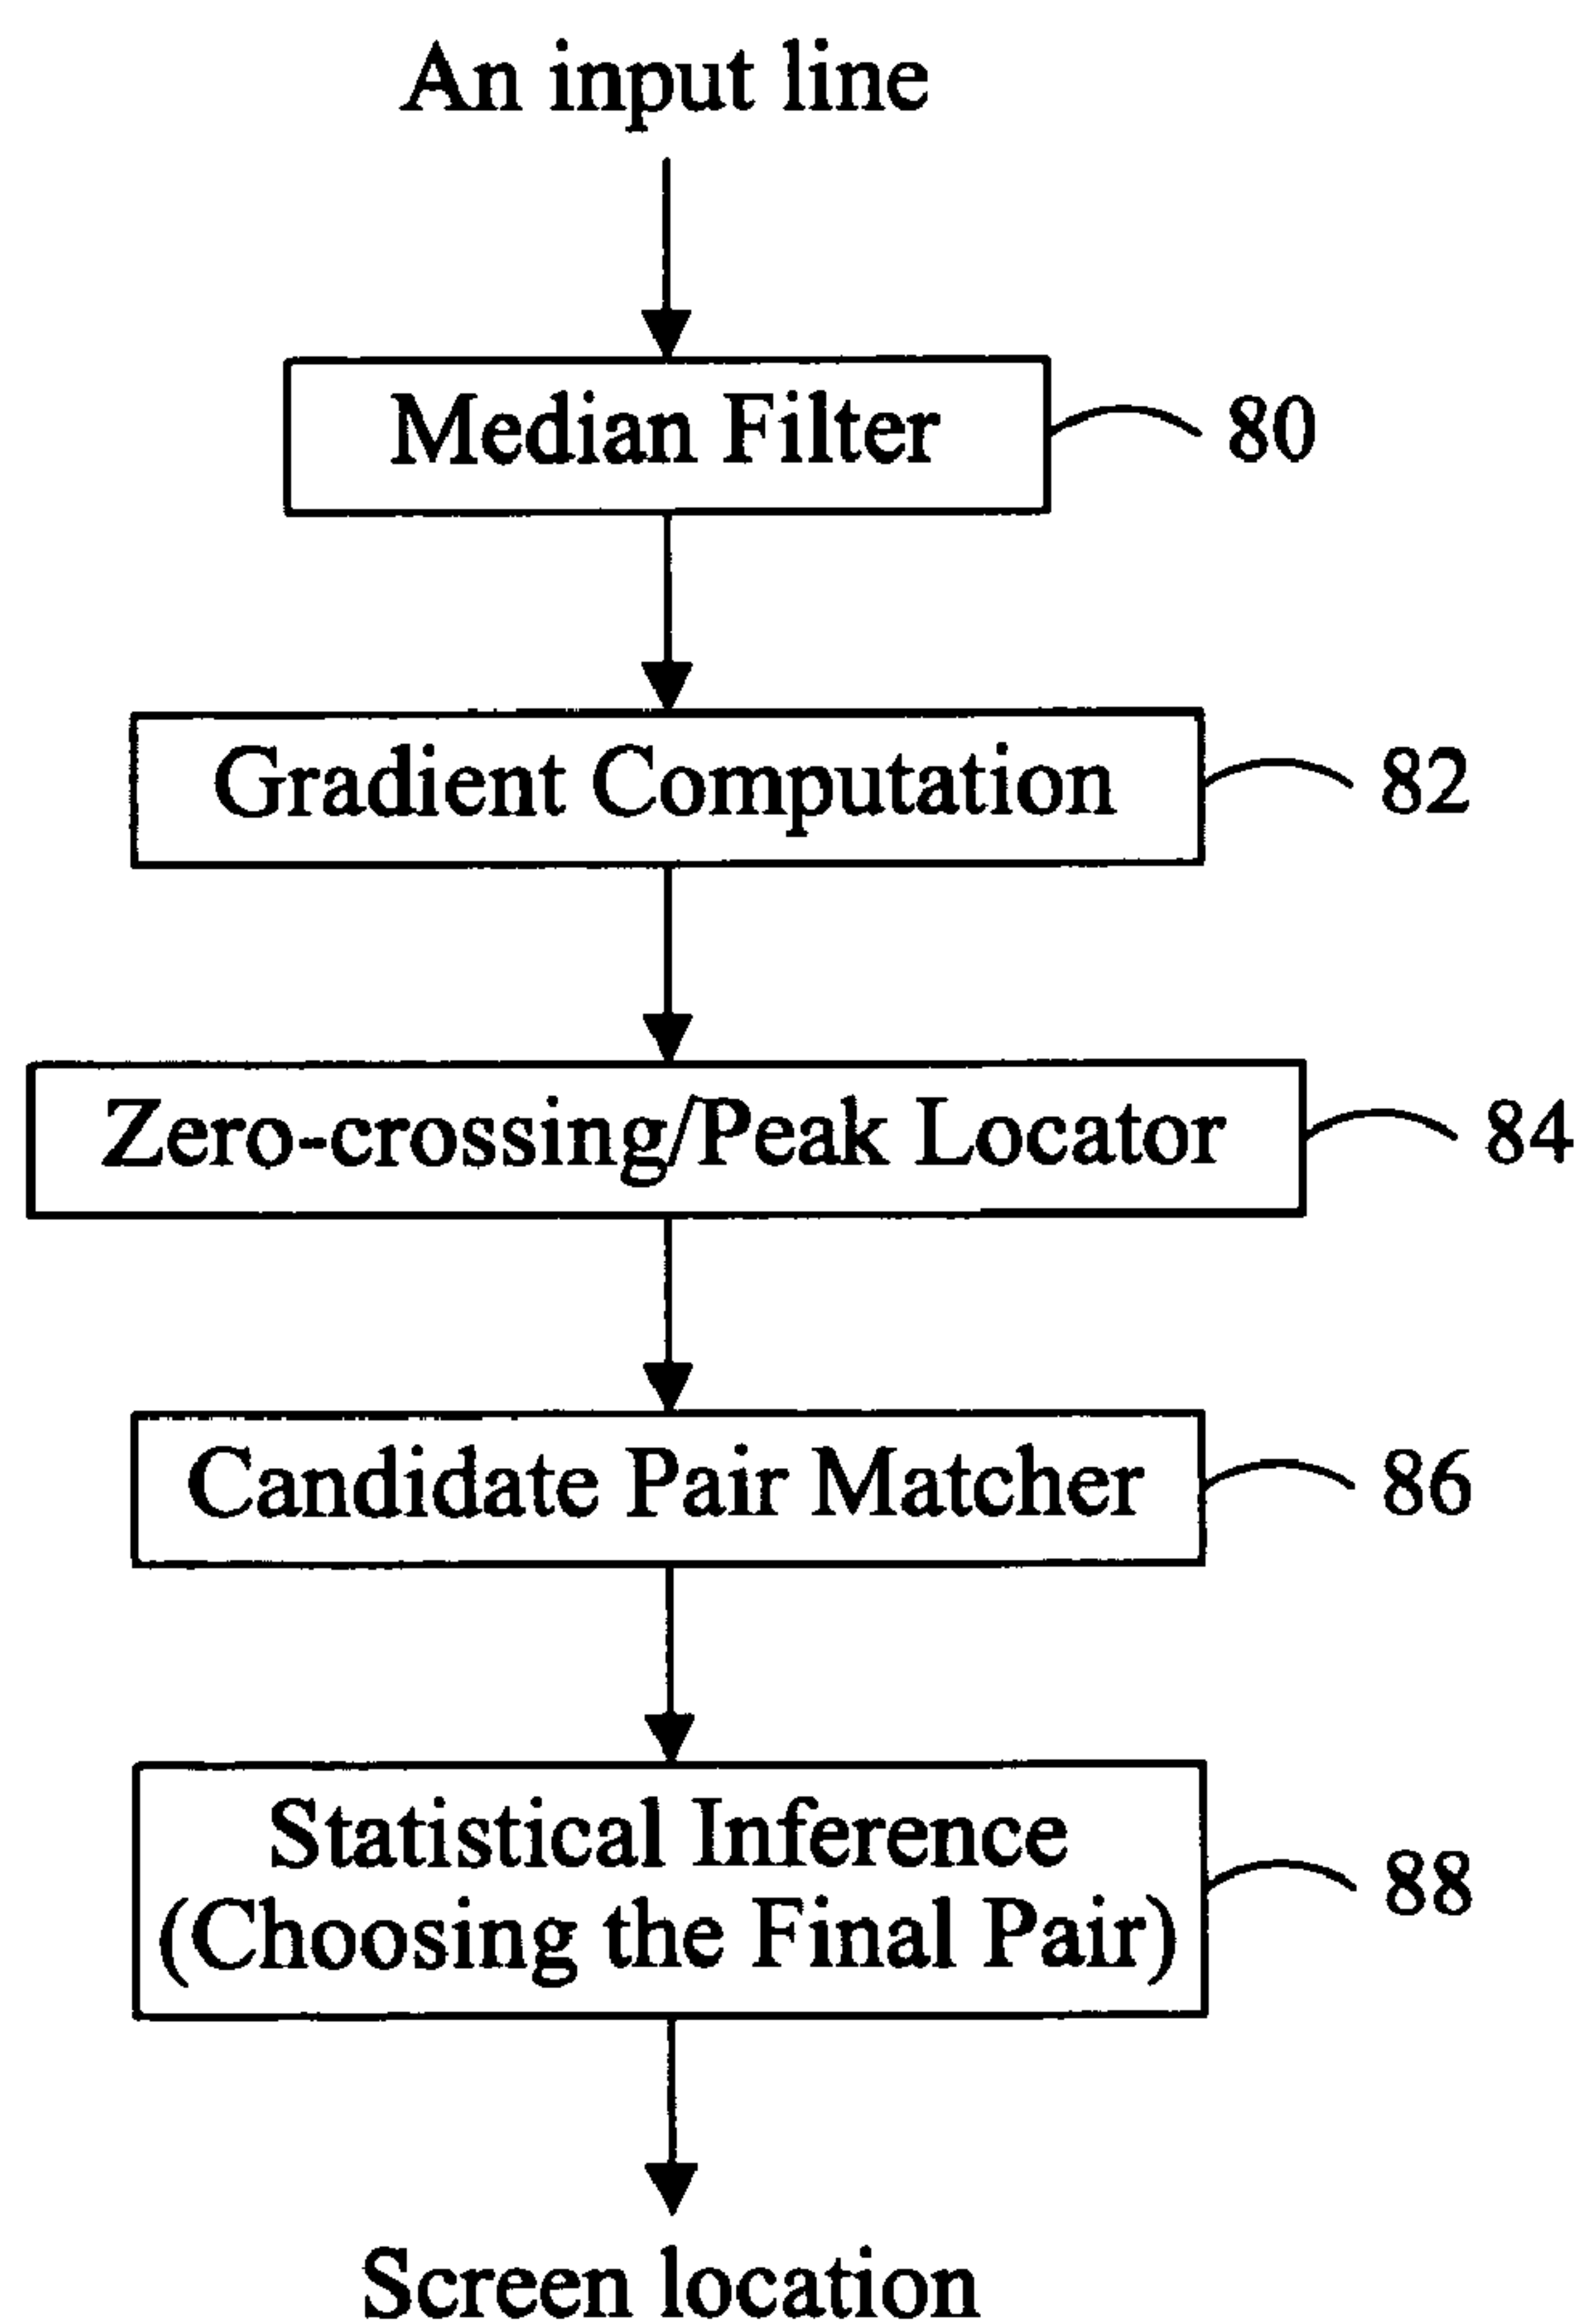 An input line
Median Filter
80
Gradient Computation
82
Zero-crossing/Peak Locator
84
Candidate Pair Matcher
86
Statistical Inference
(Choosing the Final Pair)
88
Screen location